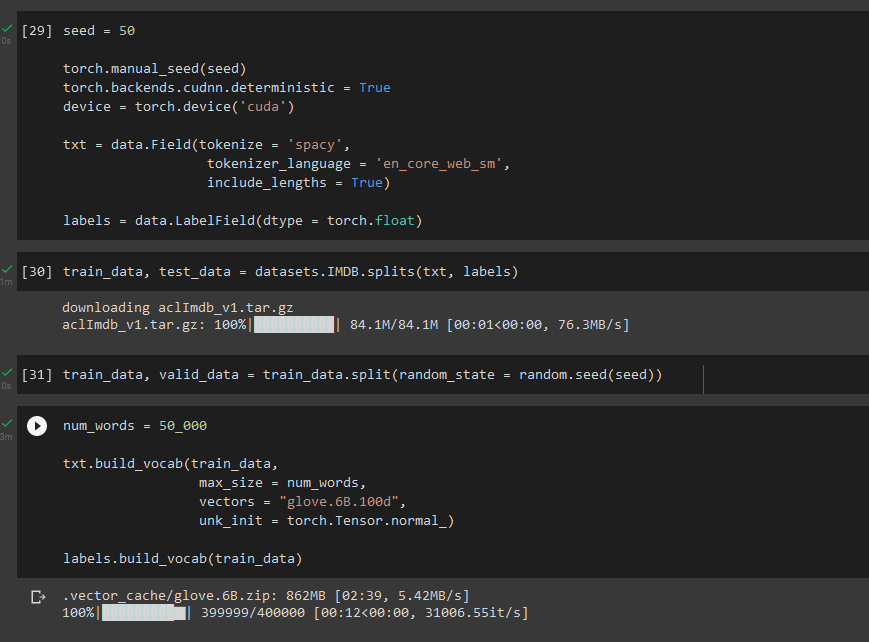 [29] seed = 50
0s
torch.manual_seed(seed)
torch.backends.cudnn.deterministic = True
device = torch.device('cuda')
txt = data.Field(tokenize = 'spacy',
tokenizer_language = 'en_core_web_sm',
include_lengths = True)
labels = data.LabelField(dtype = torch.float)
[30] train_data, test_data = datasets.IMDB.splits(txt, labels)
1m
downloading aclImdb_v1.tar.gz
aclImdb_v1.tar.gz: 100%|██████████| 84.1M/84.1M [00:01<00:00, 76.3MB/s]
[31] train_data, valid_data = train_data.split(random_state = random.seed(seed))
0s
num_words = 50_000
3m
txt.build_vocab(train_data,
max_size = num_words,
vectors = "glove.6B.100d",
unk_init = torch.Tensor.normal_)
labels.build_vocab(train_data)
.vector_cache/glove.6B.zip: 862MB [02:39, 5.42MB/s]
100%|█████████▉| 399999/400000 [00:12<00:00, 31006.55it/s]